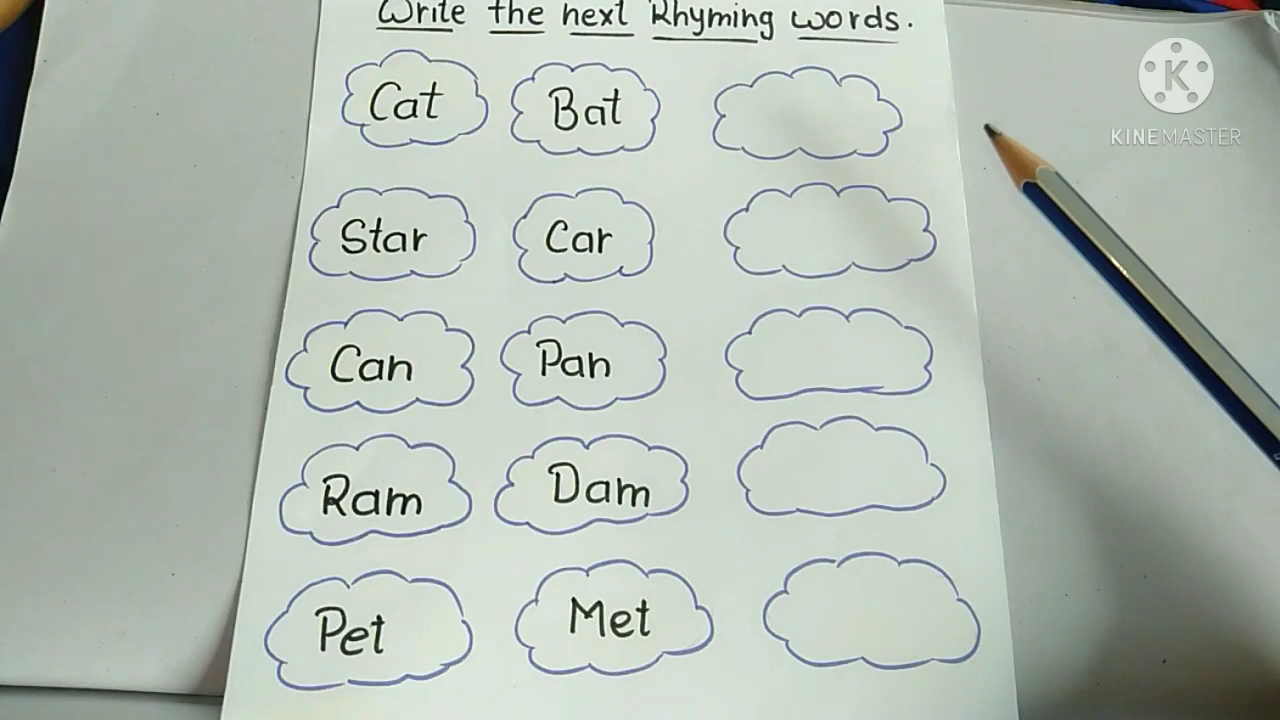 Write the next Rhyming words.
Cat Bat
Star Car
Can Pan
Ram Dam
Pet Met
K
KINEMASTER